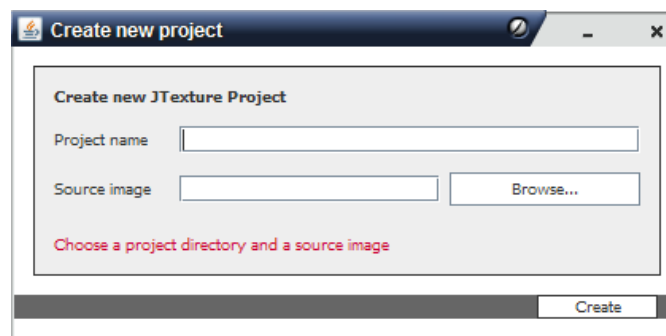 Create new project
Create new JTexture Project
Project name
Source image Browse...
Choose a project directory and a source image
Create